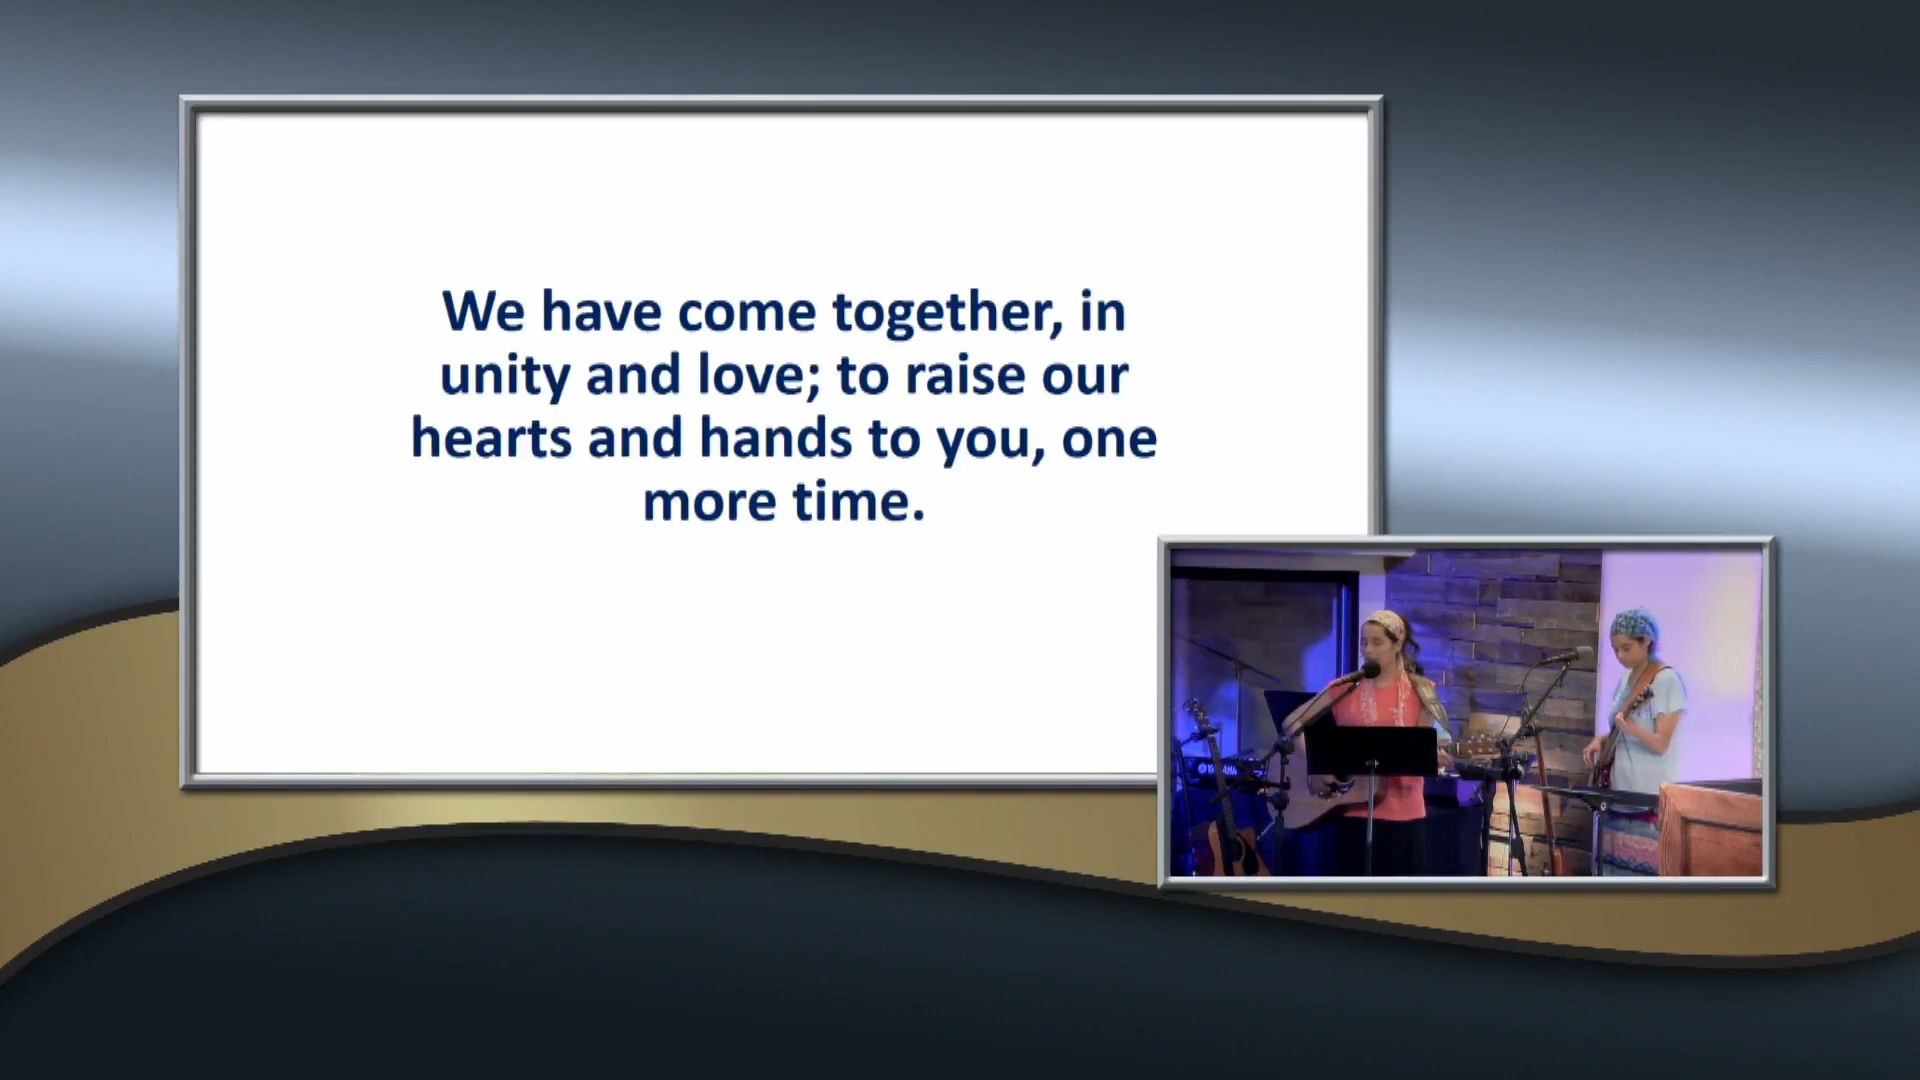 We have come together, in
unity and love; to raise our
hearts and hands to you, one
more time.
YAMAHA